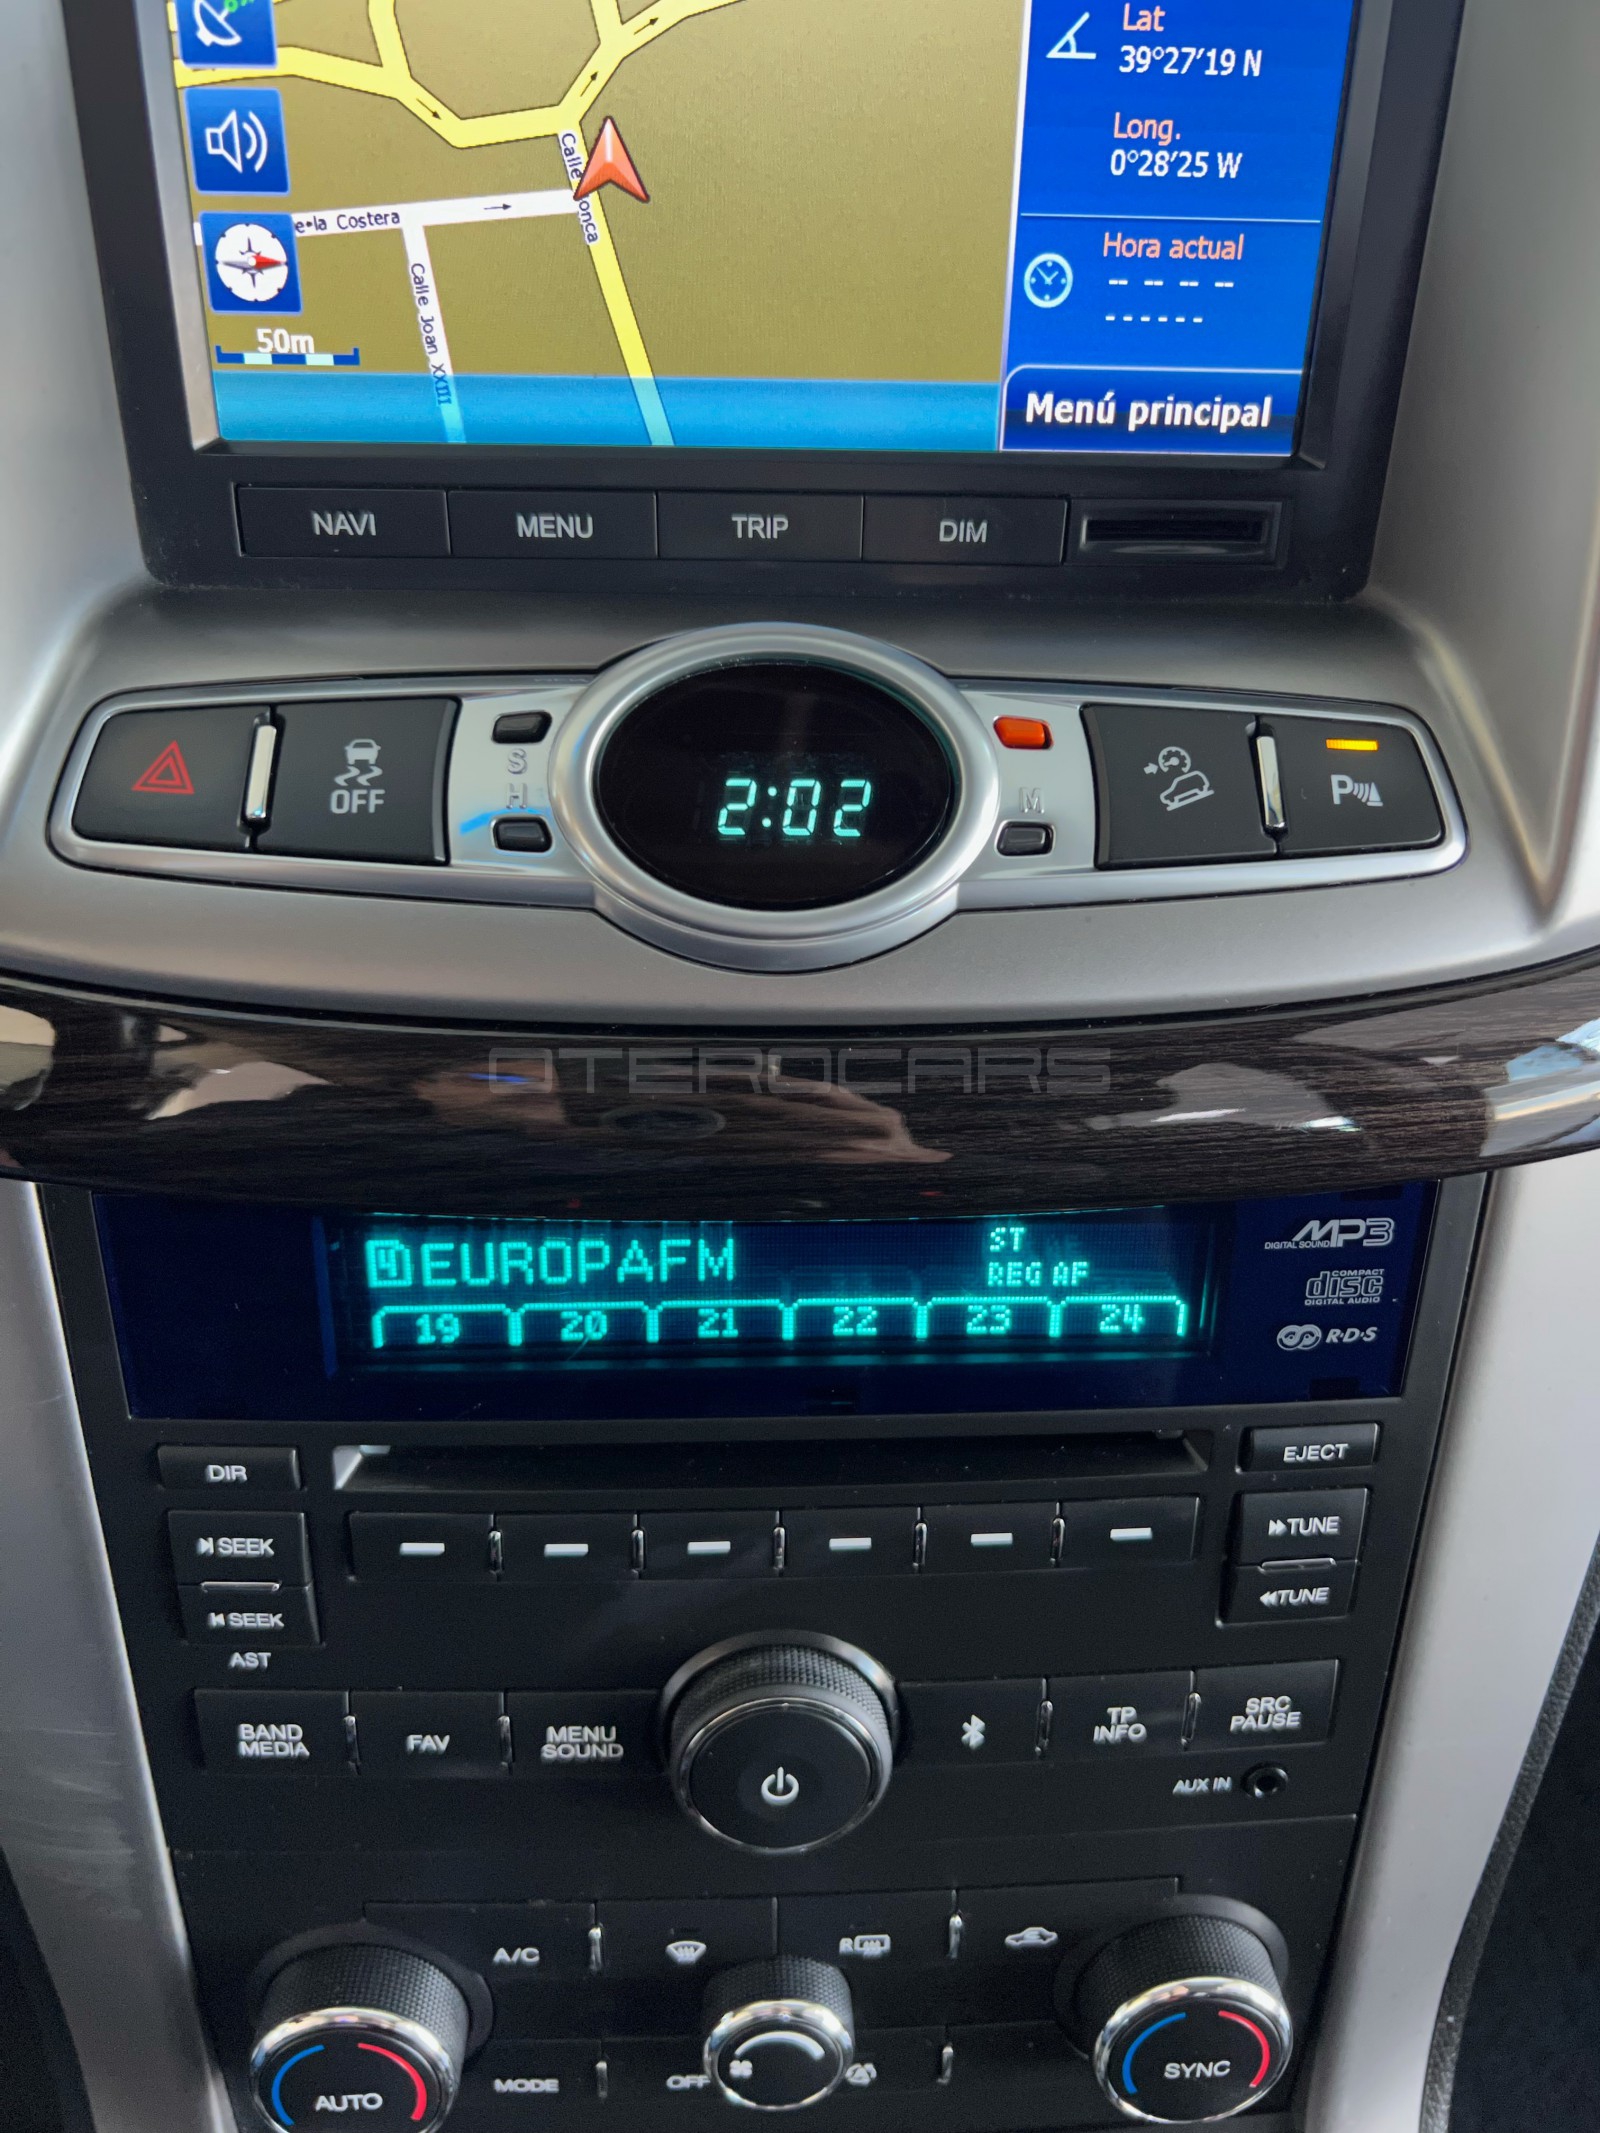 Lat
39°27'19 N
Long.
0°28'25 W
Hora actual
-- -- -- --
------
Menú principal
Calle
onca
e•la Costera
Calle Joan XXIII
50m
NAVI
MENU
TRIP
DIM
OFF
S
H
2:02
M
P
OTEROCARS
4 EUROPAFM
ST
REG AF
19 20 21 22 23 24
MP3
DIGITAL SOUND
COMPACT
disc
DIGITAL AUDIO
R·D·S
DIR
EJECT
SEEK
TUNE
SEEK
TUNE
AST
BAND
MEDIA
FAV
MENU
SOUND
TP
INFO
SRC
PAUSE
AUX IN
A/C
R
AUTO
MODE
OFF
SYNC